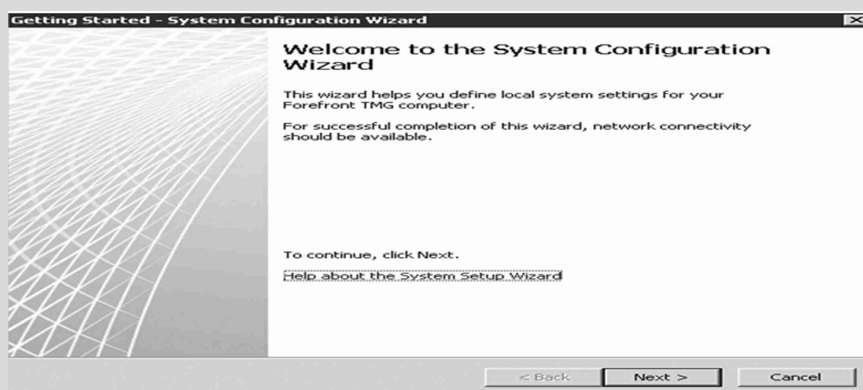 Getting Started - System Configuration Wizard
Welcome to the System Configuration
Wizard
This wizard helps you define local system settings for your
Forefront TMG computer.
For successful completion of this wizard, network connectivity
should be available.
To continue, click Next.
Help about the System Setup Wizard
< Back
Next >
Cancel